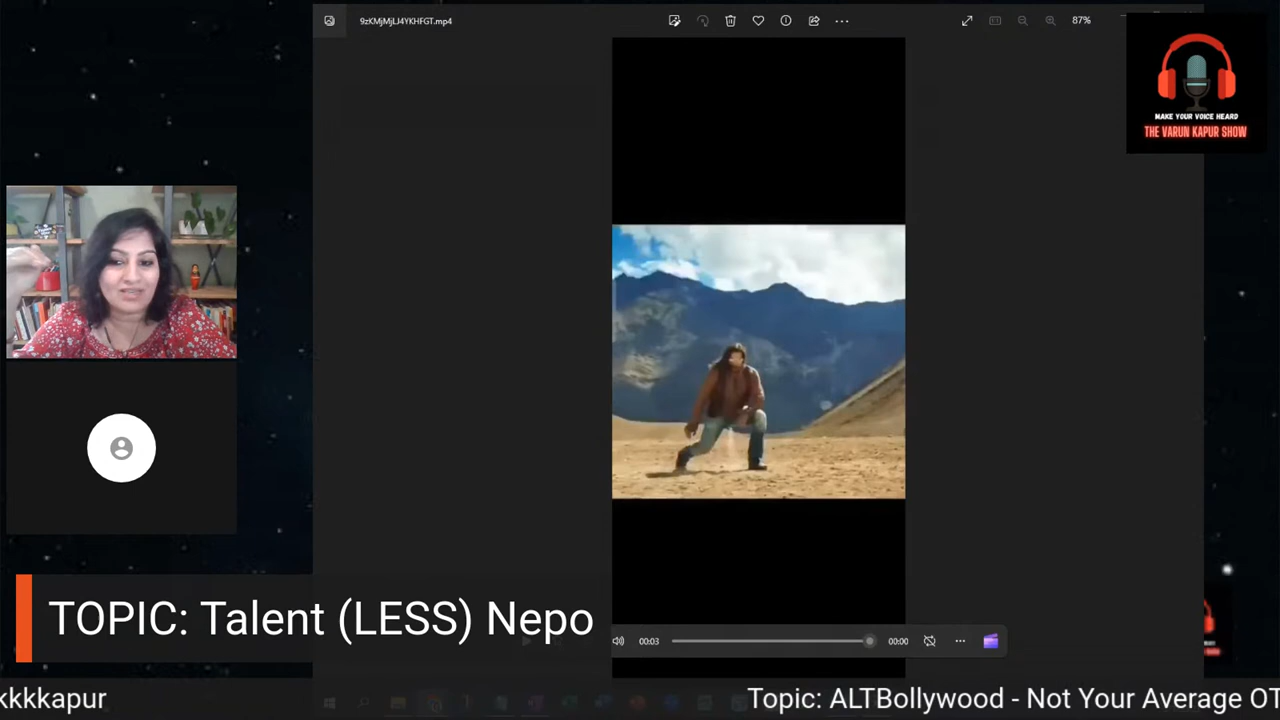 9zKMjMjLJ4YKHFGT.mp4
87%
MAKE YOUR VOICE HEARD
THE VARUN KAPUR SHOW
TOPIC: Talent (LESS) Nepo
00:03
00:00
kkkkapur
Topic: ALTBollywood - Not Your Average OT